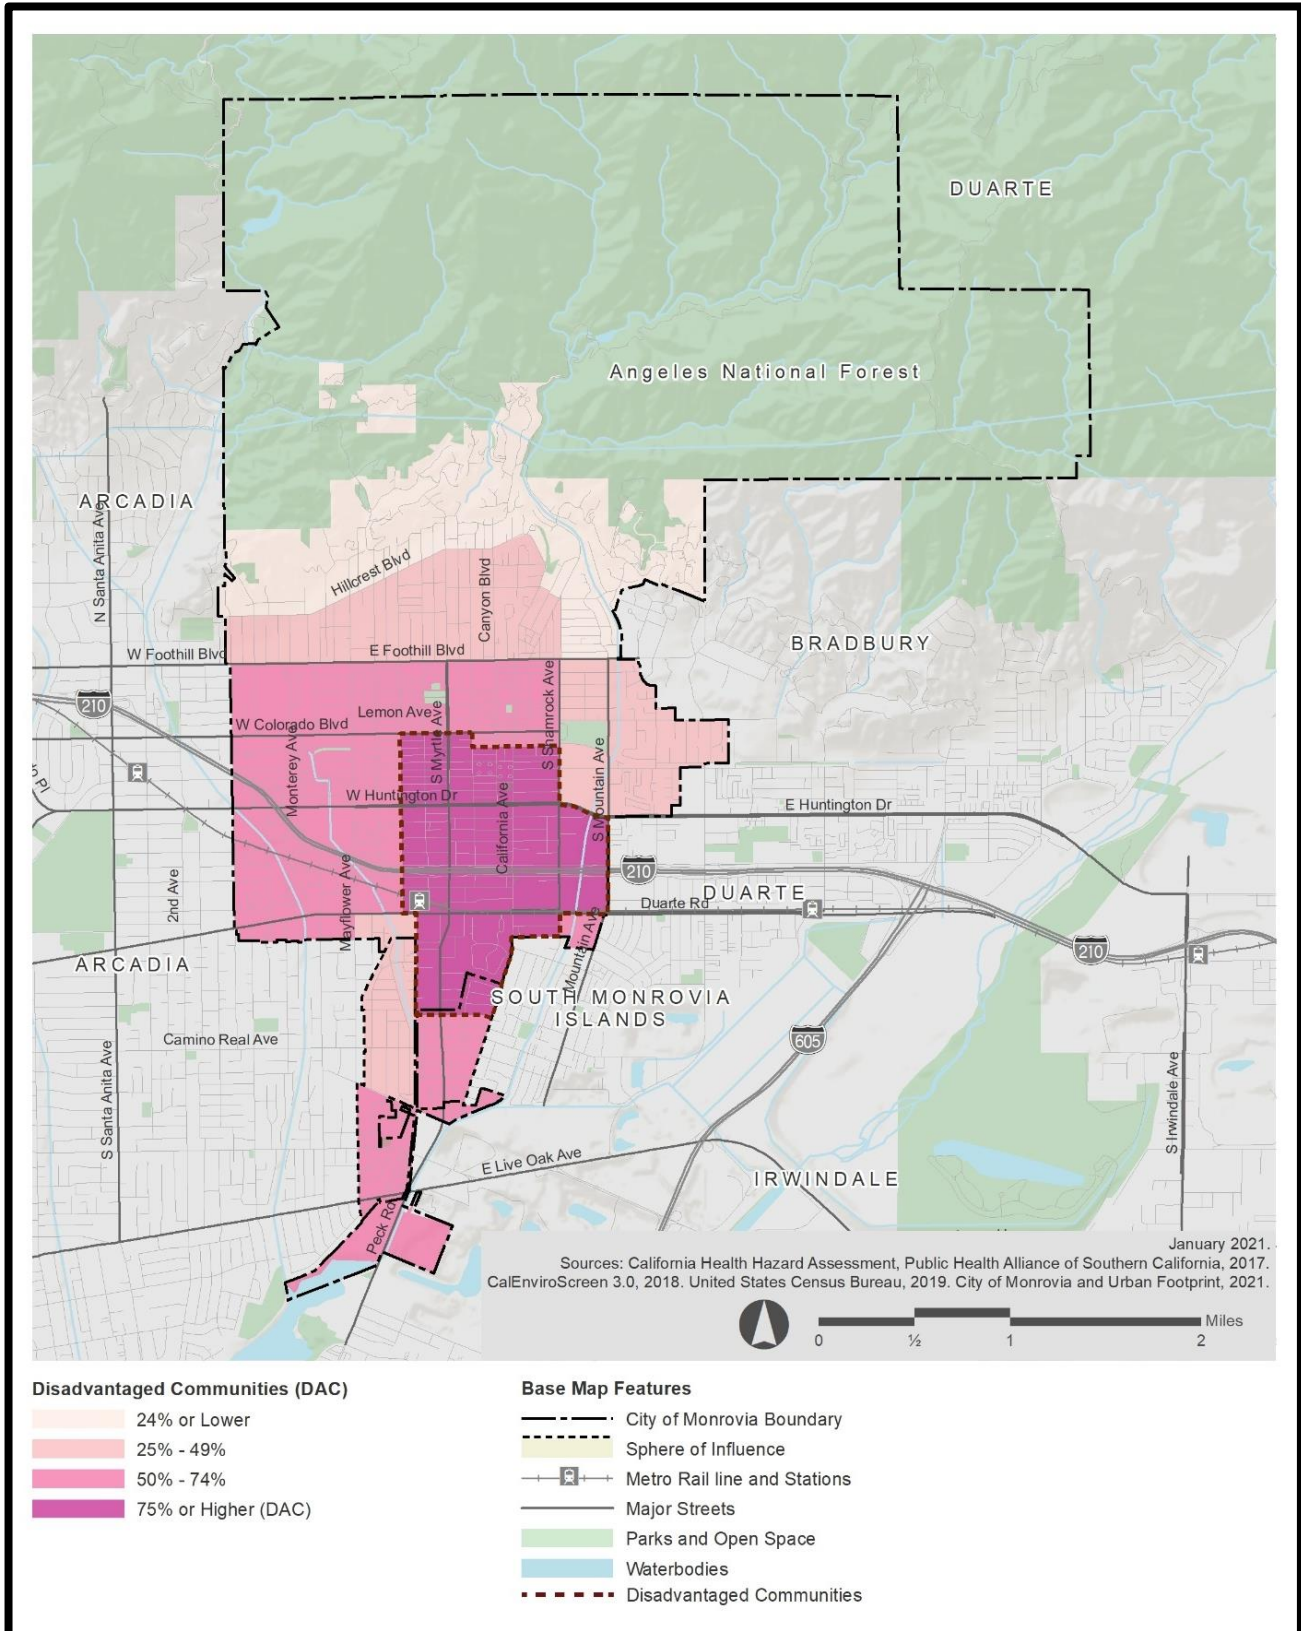 DUARTE
Angeles National Forest
ARCADIA
N Santa Anita Ave
Hillcrest Blvd
Canyon Blvd
BRADBURY
W Foothill Blvd
E Foothill Blvd
210
Lemon Ave
W Colorado Blvd
S Myrtle Ave
S Shamrock Ave
Monterey Ave
S Mountain Ave
W Huntington Dr
E Huntington Dr
California Ave
210
2nd Ave
Mayflower Ave
DUARTE
Duarte Rd
210
ARCADIA
Mountain Ave
SOUTH MONROVIA
ISLANDS
Camino Real Ave
605
S Santa Anita Ave
S Irwindale Ave
E Live Oak Ave
IRWINDALE
Peck Rd
January 2021.
Sources: California Health Hazard Assessment, Public Health Alliance of Southern California, 2017.
CalEnviroScreen 3.0, 2018. United States Census Bureau, 2019. City of Monrovia and Urban Footprint, 2021.
Miles
0 ½ 1 2
Disadvantaged Communities (DAC)
24% or Lower
25% - 49%
50% - 74%
75% or Higher (DAC)
Base Map Features
City of Monrovia Boundary
Sphere of Influence
Metro Rail line and Stations
Major Streets
Parks and Open Space
Waterbodies
Disadvantaged Communities